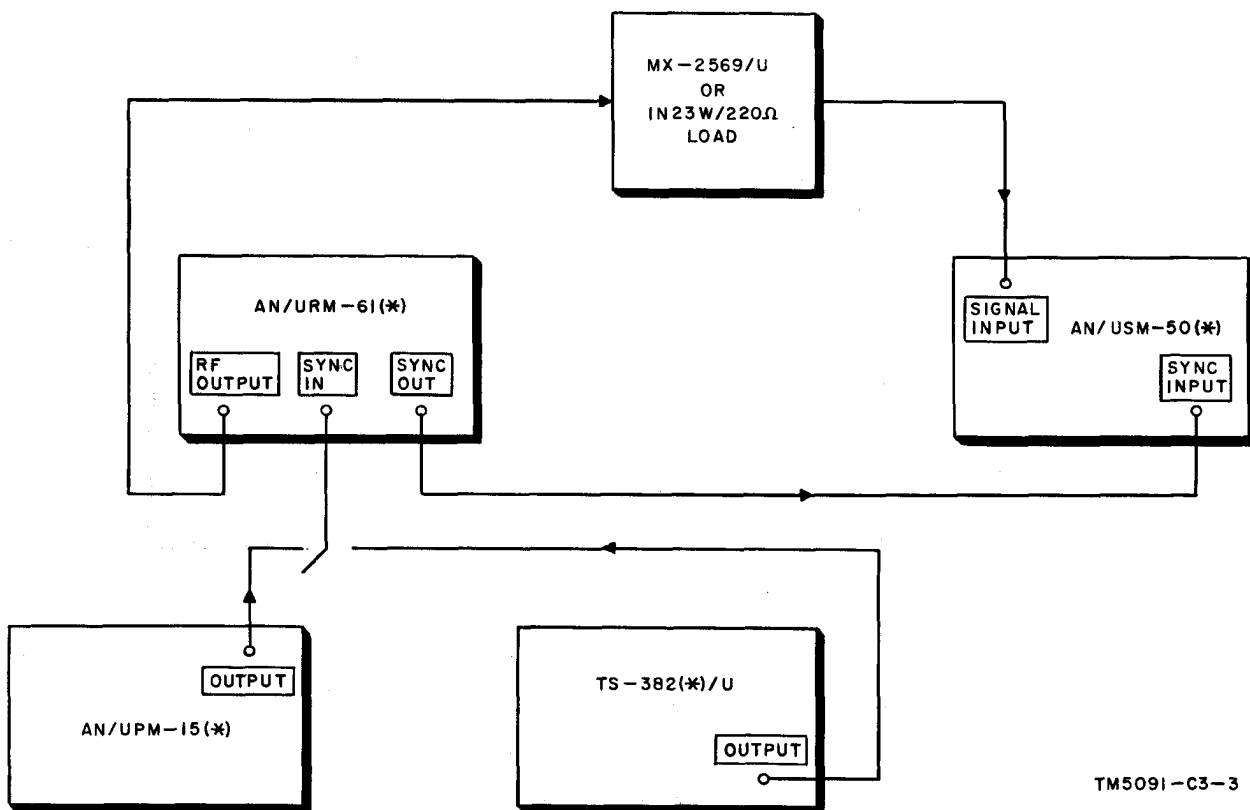 MX-2569/U
OR
IN23W/220Ω
LOAD
AN/URM-61(*)
RF
OUTPUT
SYNC
IN
SYNC
OUT
SIGNAL
INPUT
AN/USM-50(*)
SYNC
INPUT
OUTPUT
AN/UPM-15(*)
TS-382(*)/U
OUTPUT
TM5091-C3-3